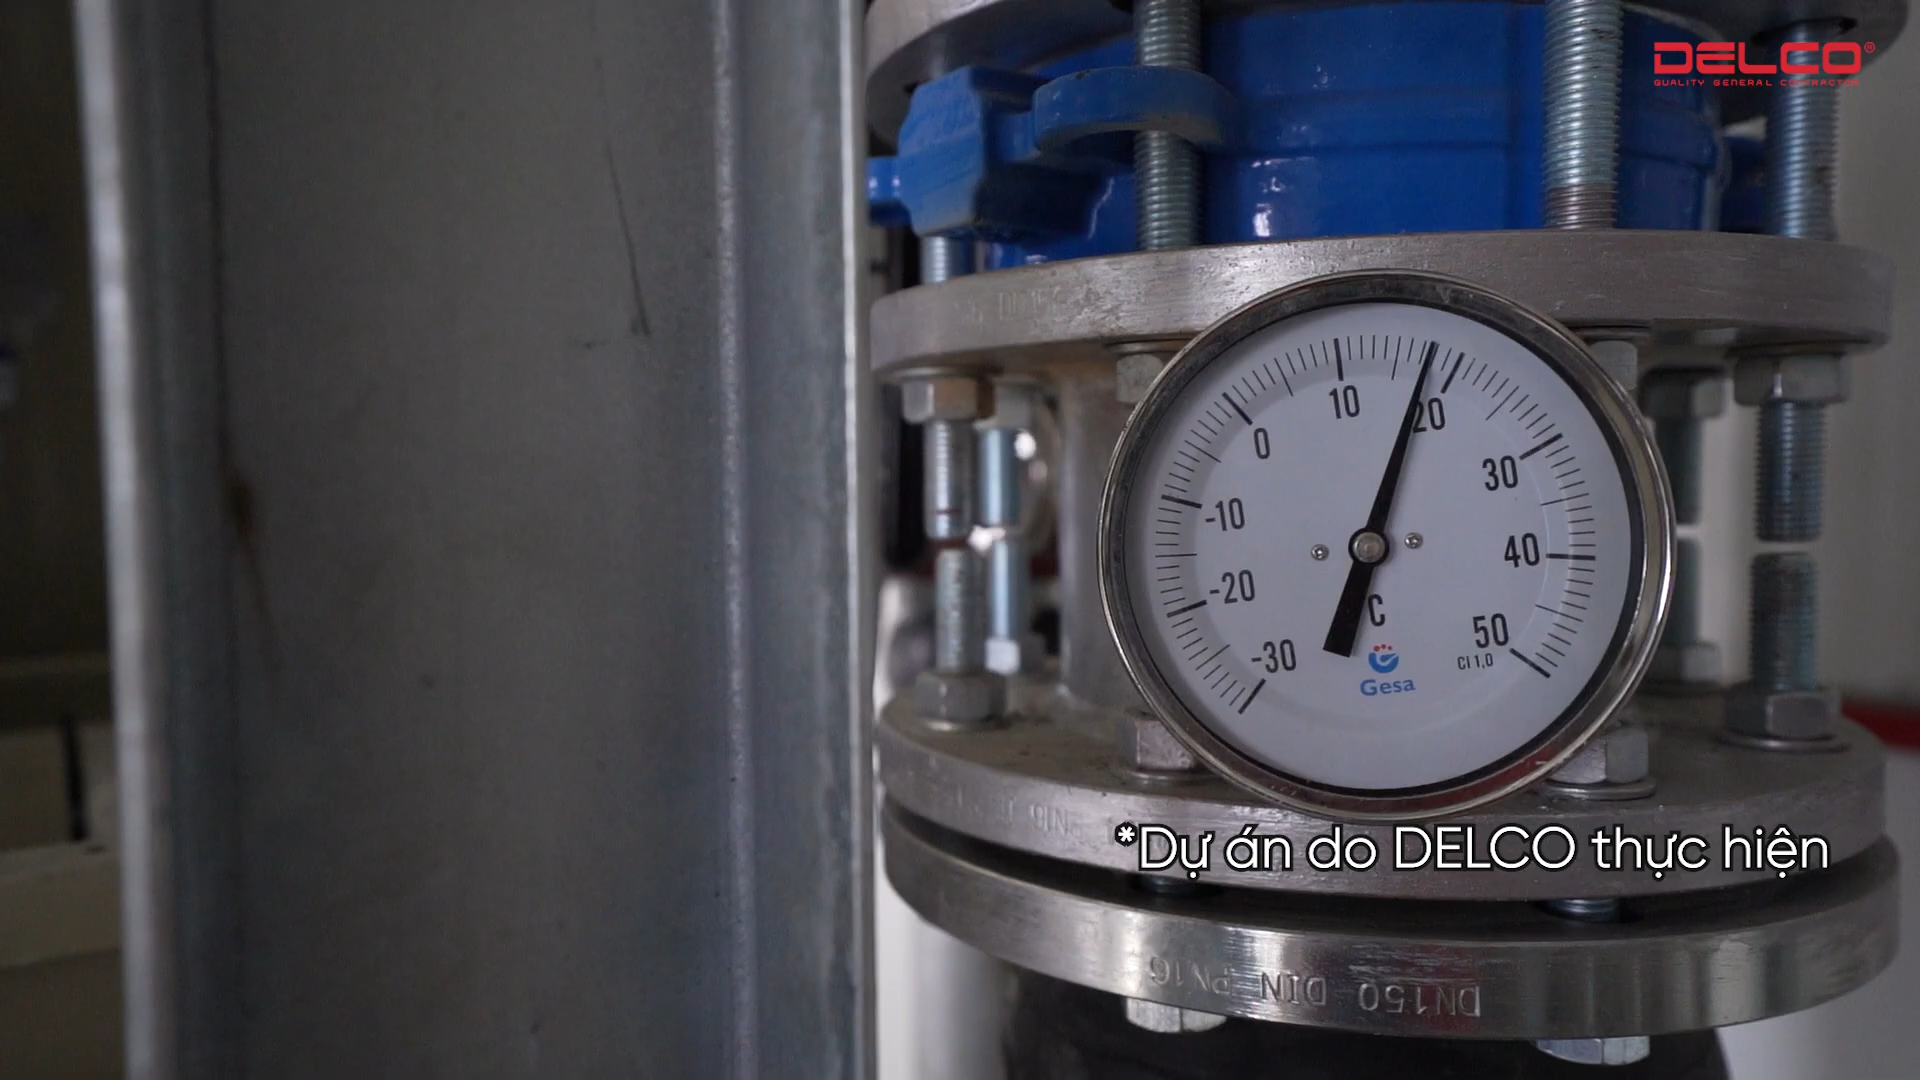 DELCO®
QUALITY GENERAL CONTRACTOR
10
20
0
30
-10
40
-20
50
-30
C
Cl 1,0
Gesa
*Dự án do DELCO thực hiện
DN150 DIN PN16